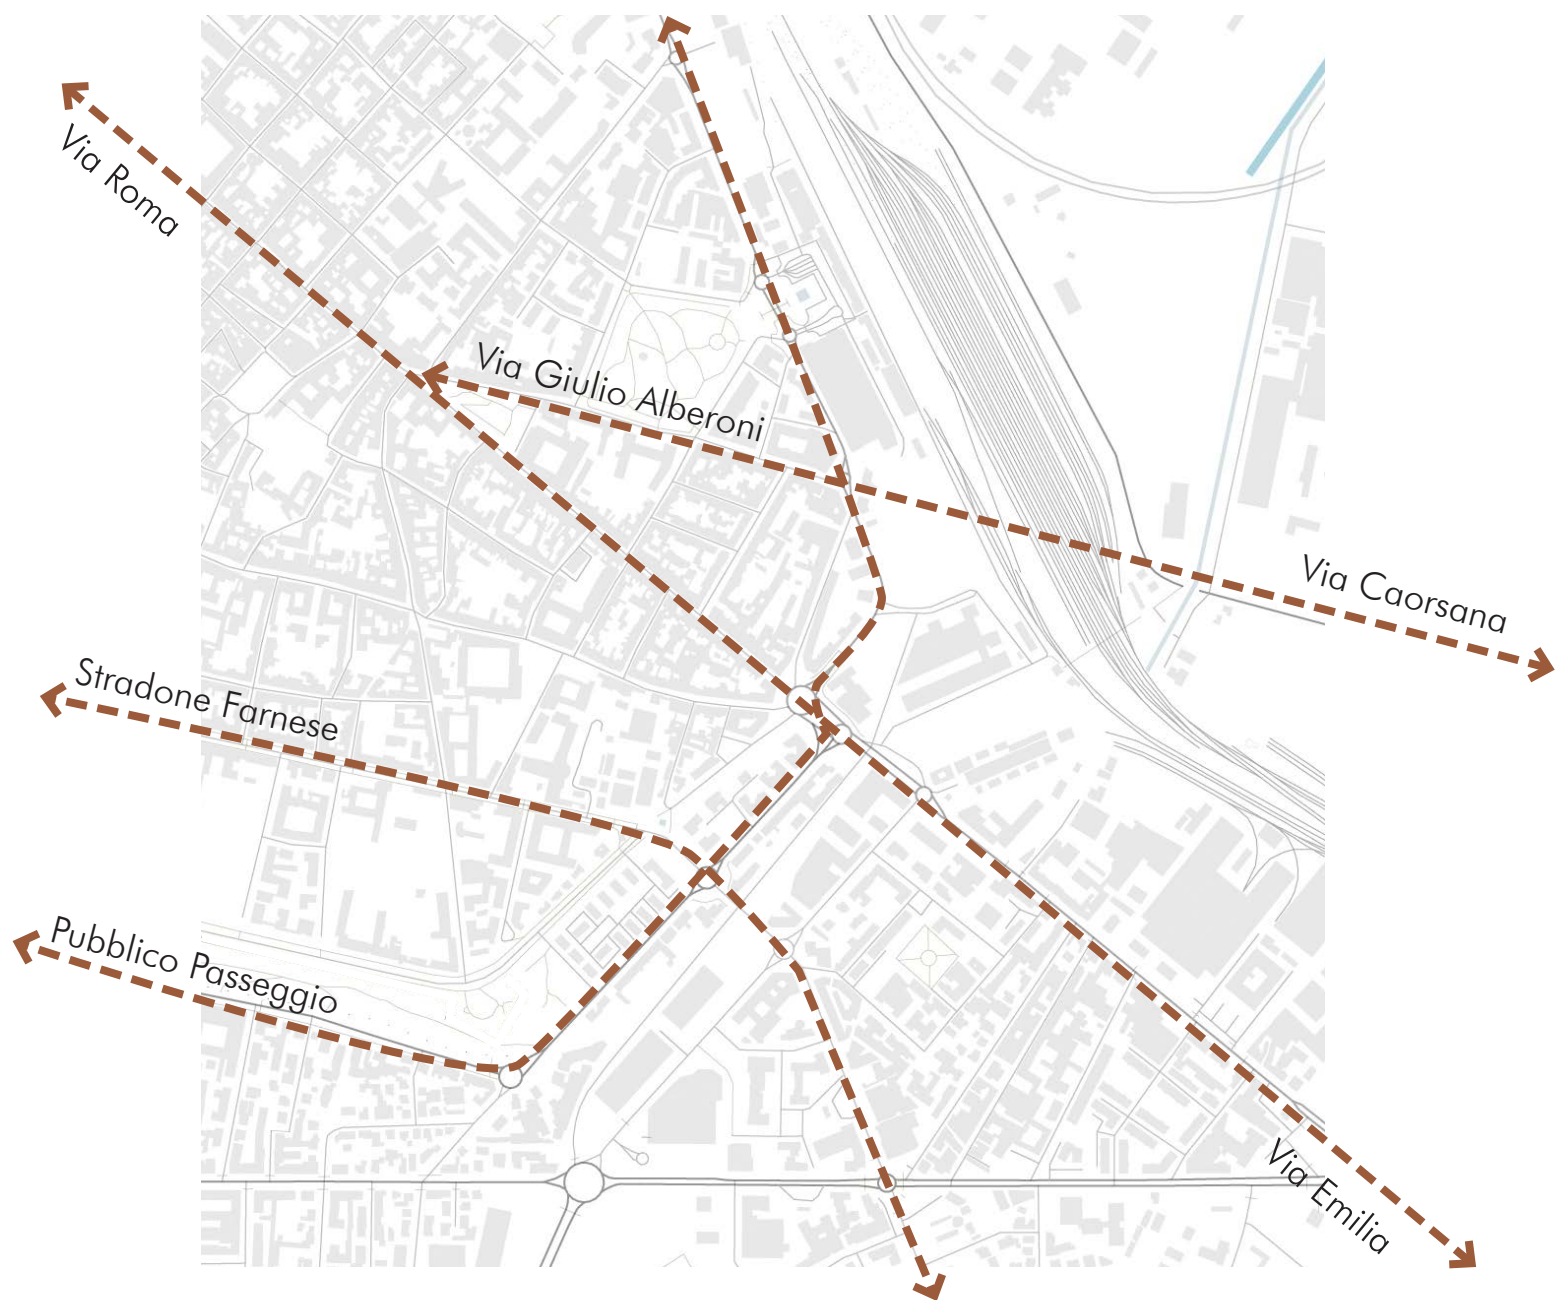 Via Roma
Via Giulio Alberoni
Via Caorsana
Stradone Farnese
Pubblico Passeggio
Via Emilia